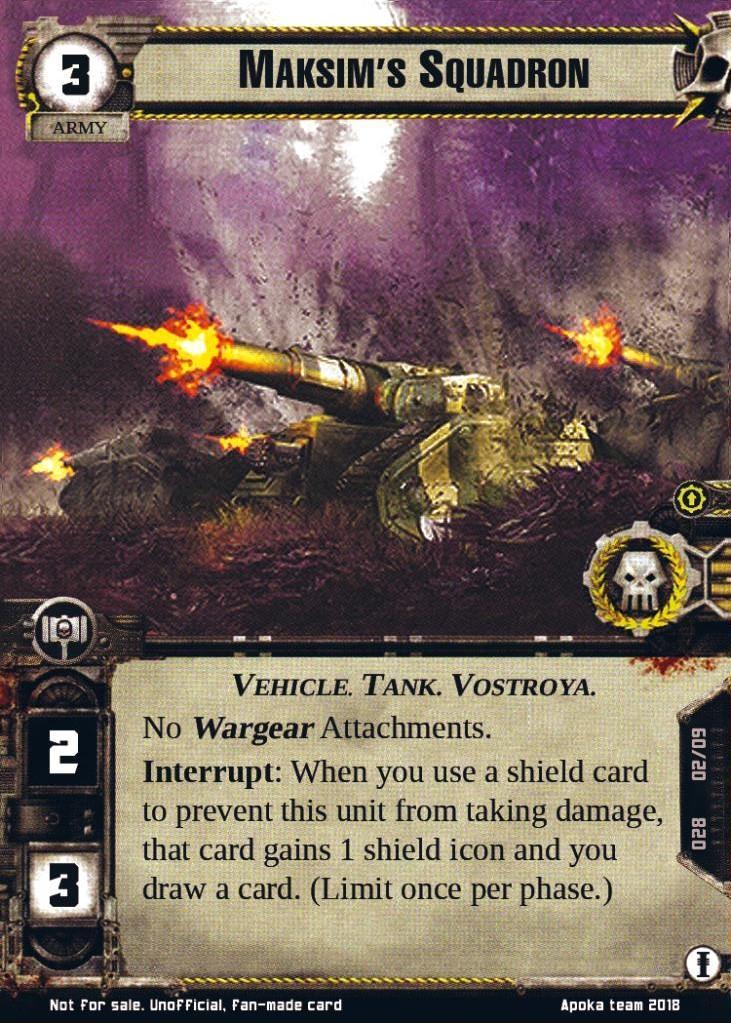 3
MAKSIM'S SQUADRON
ARMY
VEHICLE. TANK. VOSTROYA.
2
No Wargear Attachments.
Interrupt: When you use a shield card
to prevent this unit from taking damage,
that card gains 1 shield icon and you
draw a card. (Limit once per phase.)
3
60/20
028
I
Not for sale. Unofficial, fan-made card
Apoka team 2018